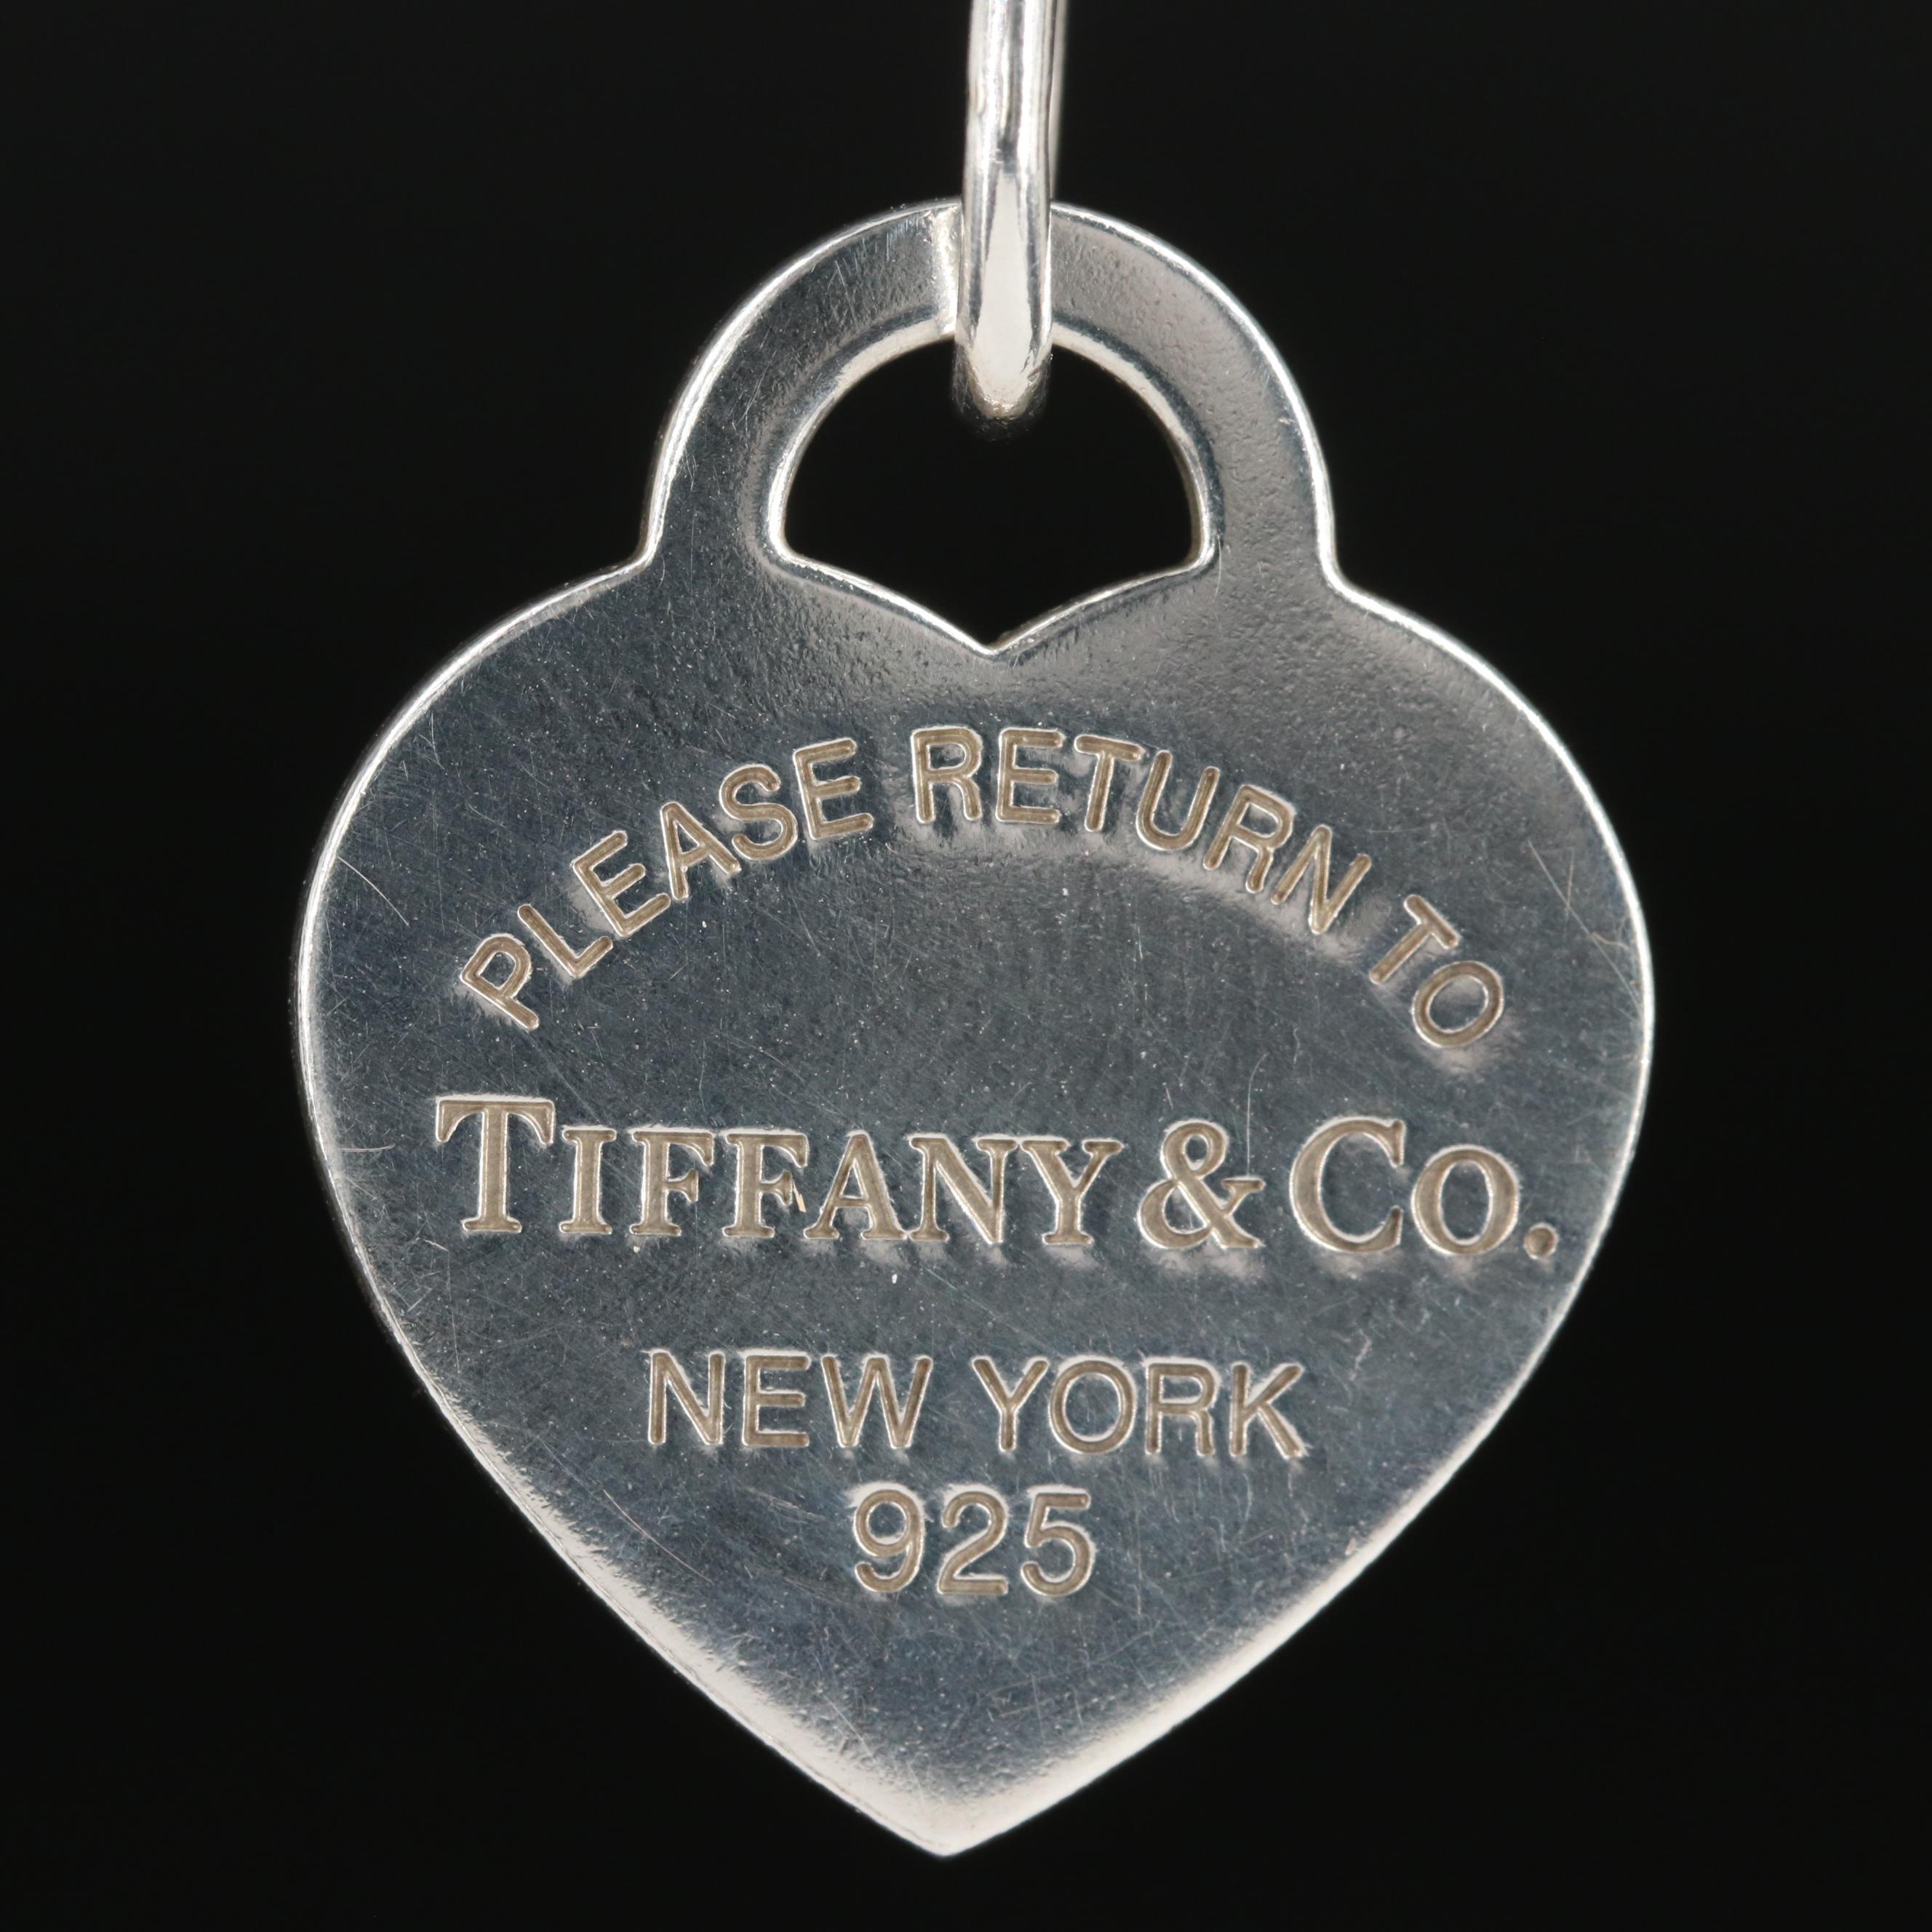 PLEASE RETURN TO
TIFFANY & CO.
NEW YORK
925